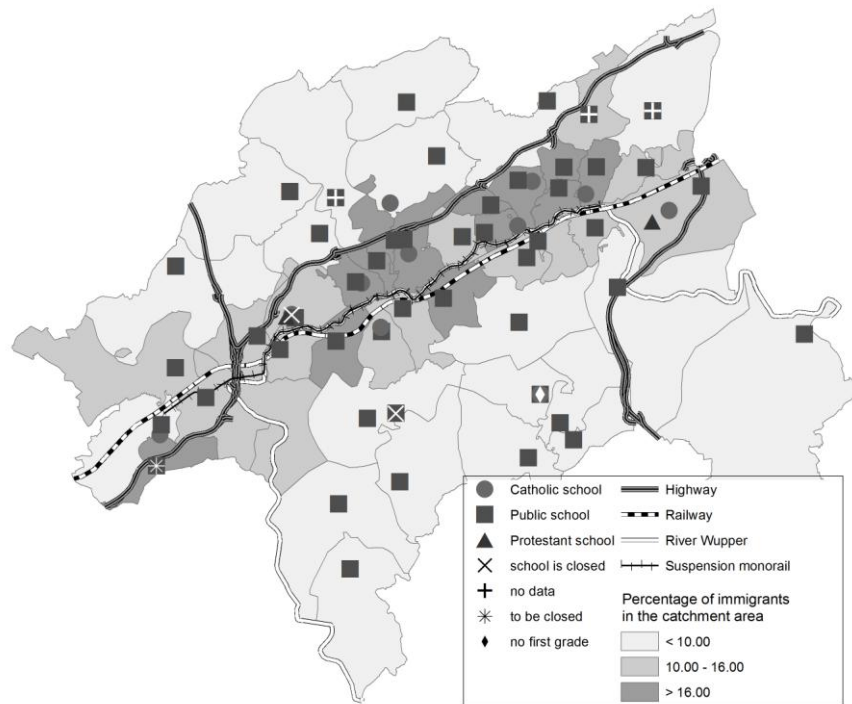 Catholic school
Public school
Protestant school
school is closed
no data
to be closed
no first grade
Highway
Railway
River Wupper
Suspension monorail
Percentage of immigrants
in the catchment area
< 10.00
10.00 - 16.00
> 16.00